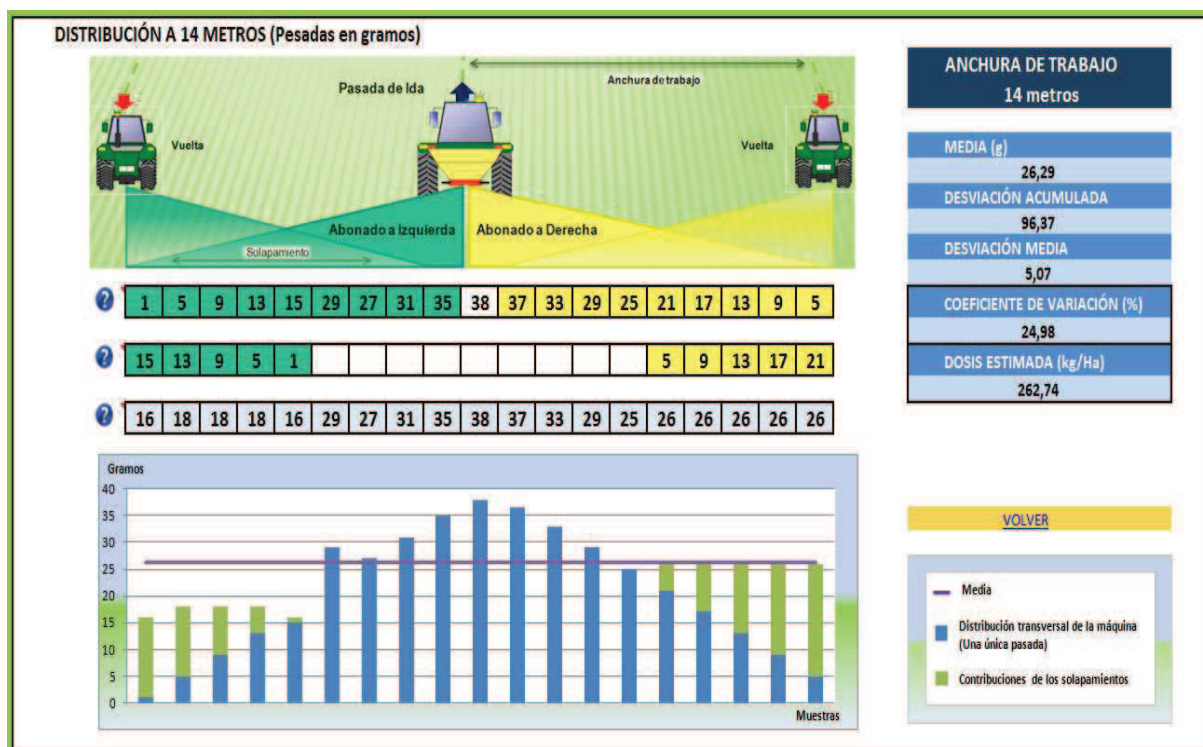 DISTRIBUCIÓN A 14 METROS (Pesadas en gramos)
Pasada de Ida
Anchura de trabajo
Vuelta
Vuelta
Abonado a Izquierda
Abonado a Derecha
Solapamiento
? 1 5 9 13 15 29 27 31 35 38 37 33 29 25 21 17 13 9 5
? 15 13 9 5 1 5 9 13 17 21
? 16 18 18 18 16 29 27 31 35 38 37 33 29 25 26 26 26 26 26
Gramos
40
35
30
25
20
15
10
5
0
Muestras
ANCHURA DE TRABAJO
14 metros
MEDIA (g)
26,29
DESVIACIÓN ACUMULADA
96,37
DESVIACIÓN MEDIA
5,07
COEFICIENTE DE VARIACIÓN (%)
24,98
DOSIS ESTIMADA (kg/Ha)
262,74
VOLVER
Media
Distribución transversal de la máquina
(Una única pasada)
Contribuciones de los solapamientos